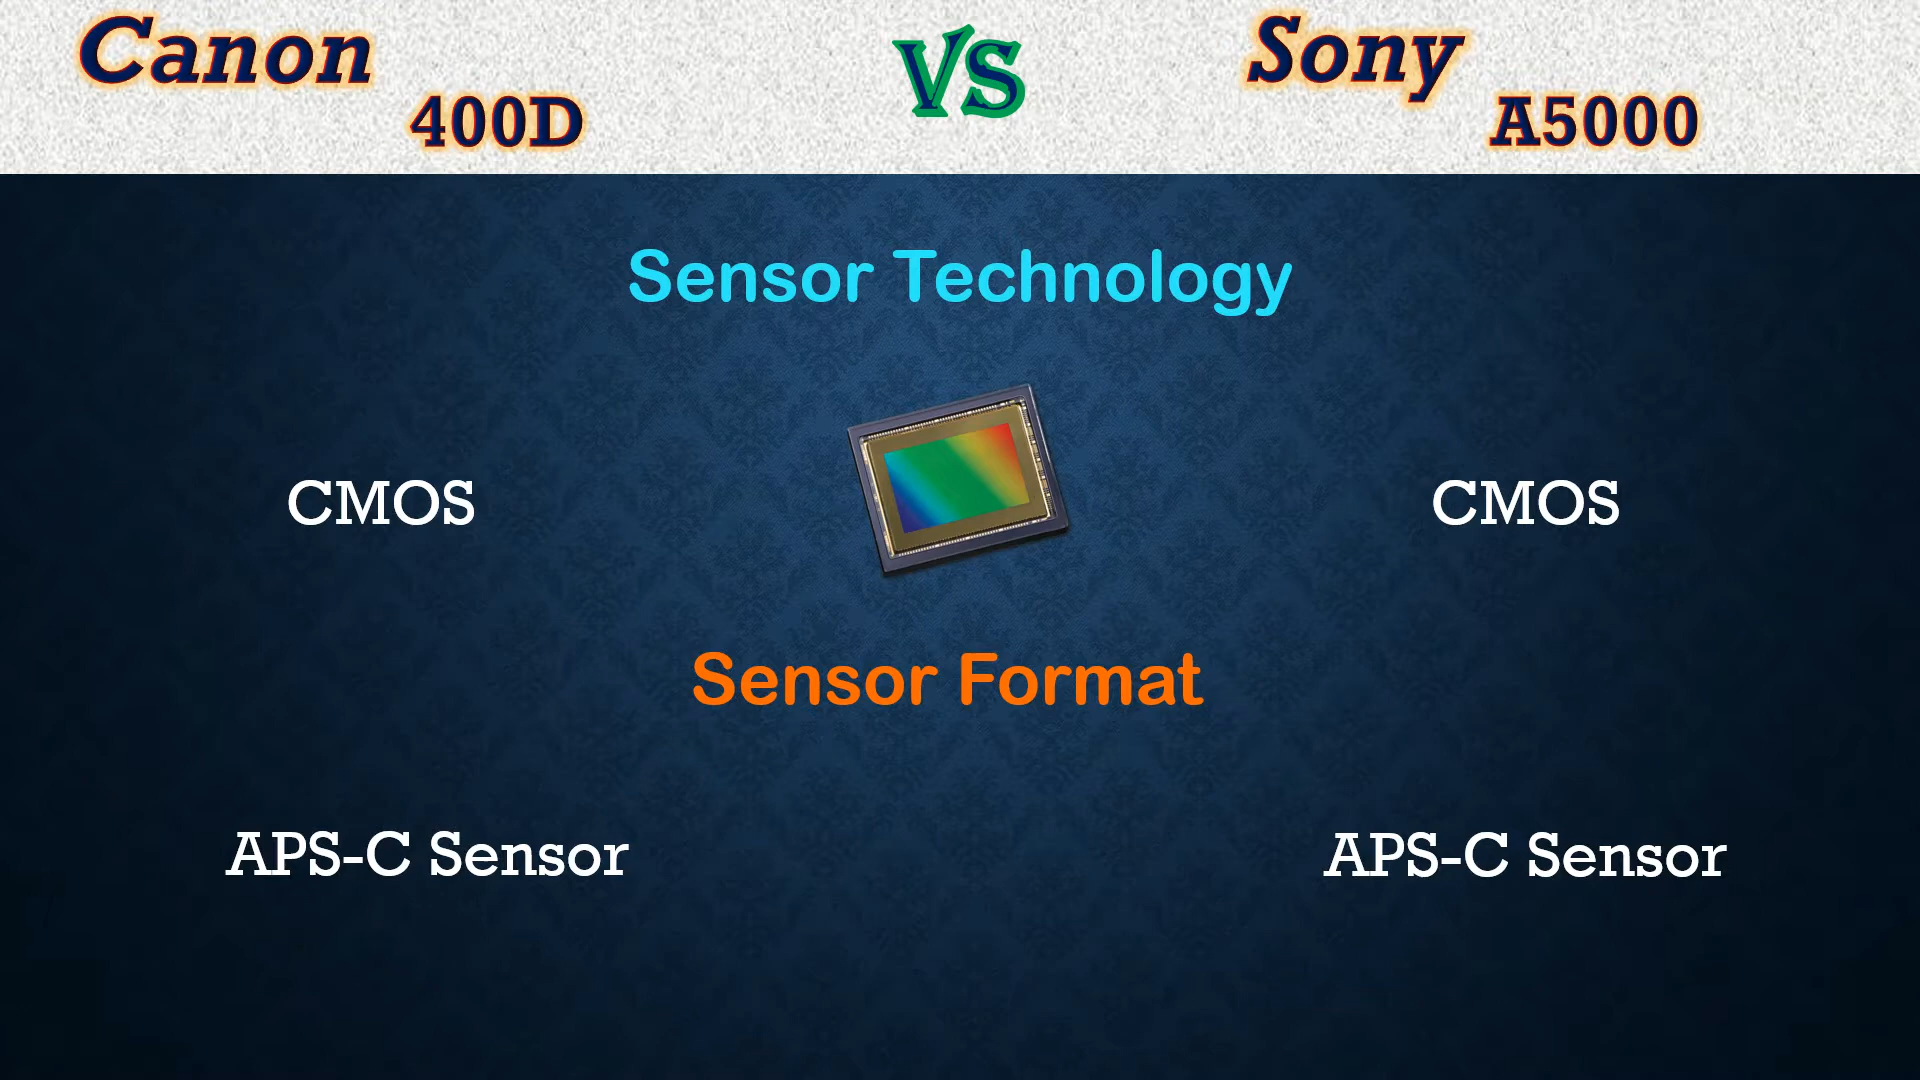 Canon
400D
VS
Sony
A5000
Sensor Technology
CMOS
CMOS
Sensor Format
APS-C Sensor
APS-C Sensor